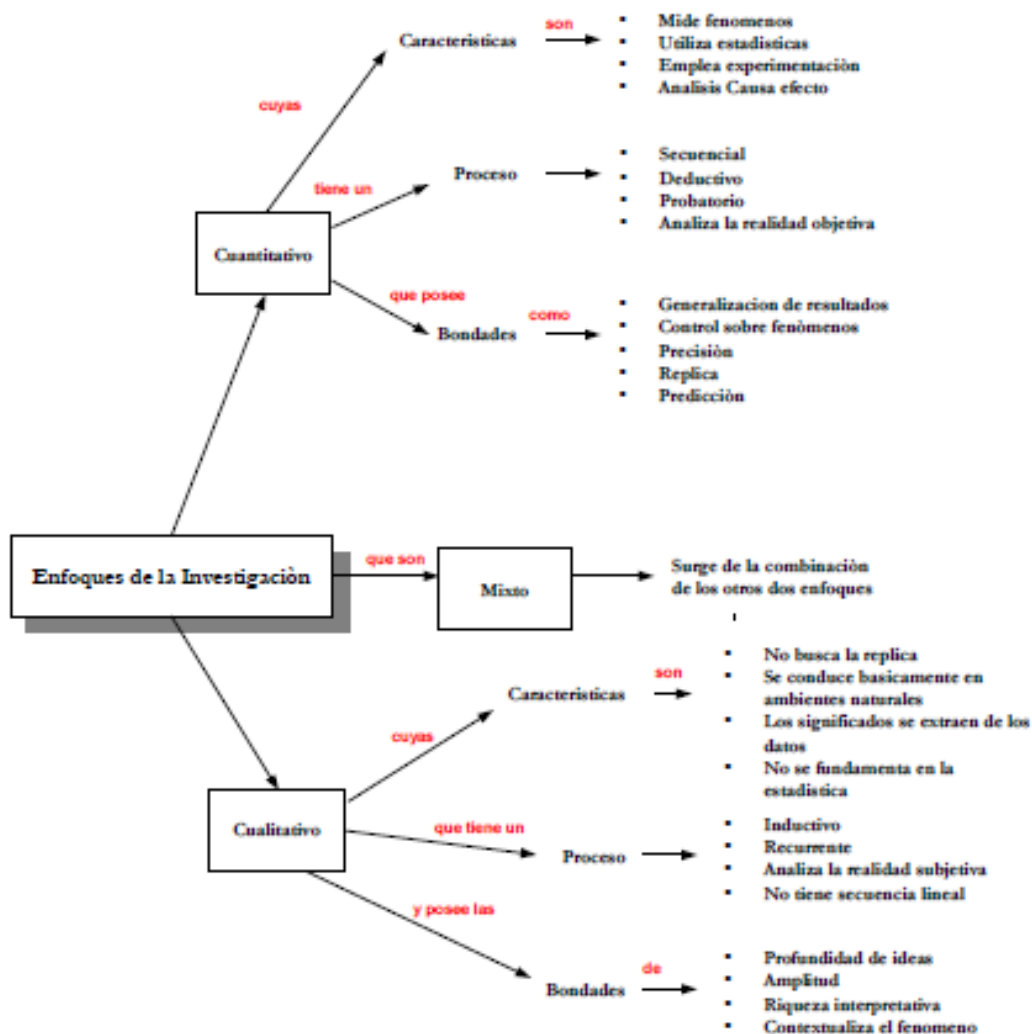 son
Caracteristicas
▪ Mide fenomenos
▪ Utiliza estadisticas
▪ Emplea experimentaciòn
▪ Analisis Causa efecto
cuyas
tiene un
Proceso
▪ Secuencial
▪ Deductivo
▪ Probatorio
▪ Analiza la realidad objetiva
Cuantitativo
que posee
Bondades
como
▪ Generalizacion de resultados
▪ Control sobre fenòmenos
▪ Precisiòn
▪ Replica
▪ Predicciòn
Enfoques de la Investigaciòn
que son
Mixto
Surge de la combinaciòn
de los otros dos enfoques
Caracteristicas
son
▪ No busca la replica
▪ Se conduce basicamente en
ambientes naturales
▪ Los significados se extraen de los
datos
▪ No se fundamenta en la
estadistica
cuyas
Cualitativo
que tiene un
Proceso
▪ Inductivo
▪ Recurrente
▪ Analiza la realidad subjetiva
▪ No tiene secuencia lineal
y posee las
Bondades
de
▪ Profundidad de ideas
▪ Amplitud
▪ Riqueza interpretativa
▪ Contextualiza el fenomeno